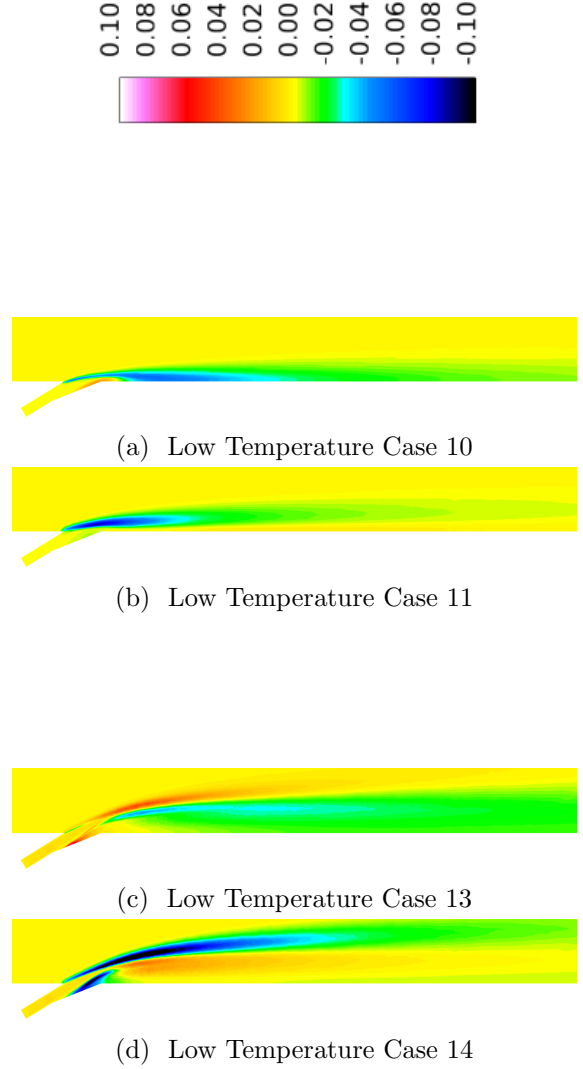 0.10 0.08 0.06 0.04 0.02 0.00 -0.02 -0.04 -0.06 -0.08 -0.10
(a) Low Temperature Case 10
(b) Low Temperature Case 11
(c) Low Temperature Case 13
(d) Low Temperature Case 14